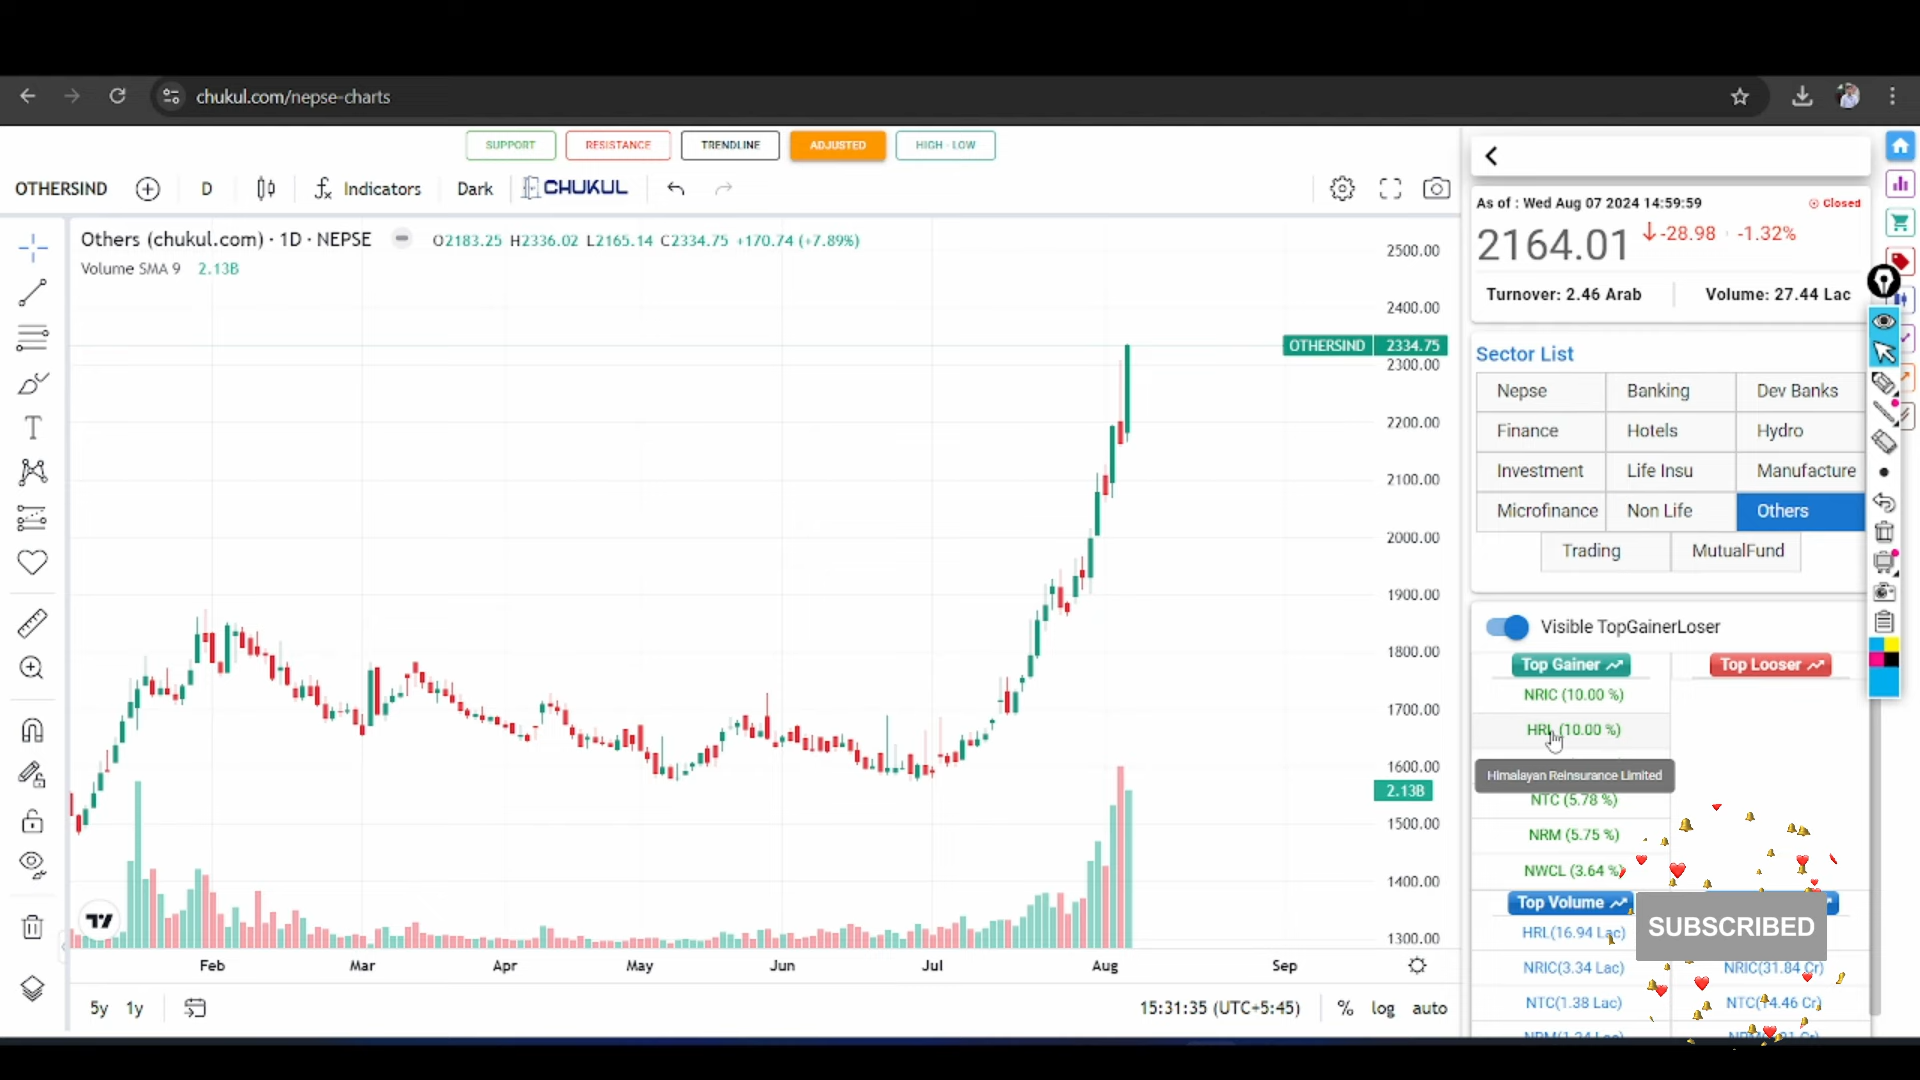 chukul.com/nepse-charts
SUPPORT
RESISTANCE
TRENDLINE
ADJUSTED
HIGH - LOW
OTHERSIND
D
Indicators
Dark
CHUKUL
Others (chukul.com) · 1D · NEPSE
O2183.25 H2336.02 L2165.14 C2334.75 +170.74 (+7.89%)
Volume SMA 9 2.13B
2500.00
2400.00
OTHERSIND 2334.75
2300.00
2200.00
2100.00
2000.00
1900.00
1800.00
1700.00
1600.00
2.13B
1500.00
1400.00
1300.00
Feb Mar Apr May Jun Jul Aug Sep
5y 1y
15:31:35 (UTC+5:45)
% log auto
As of : Wed Aug 07 2024 14:59:59
Closed
2164.01 -28.98 -1.32%
Turnover: 2.46 Arab
Volume: 27.44 Lac
Sector List
Nepse Banking Dev Banks
Finance Hotels Hydro
Investment Life Insu Manufacture
Microfinance Non Life Others
Trading MutualFund
Visible TopGainerLoser
Top Gainer Top Looser
NRIC (10.00 %)
HRL (10.00 %)
Himalayan Reinsurance Limited
NTC (5.78 %)
NRM (5.75 %)
NWCL (3.64 %)
Top Volume
SUBSCRIBED
HRL(16.94 Lac)
NRIC(3.34 Lac) NRIC(31.84 Cr)
NTC(1.38 Lac) NTC(14.46 Cr)